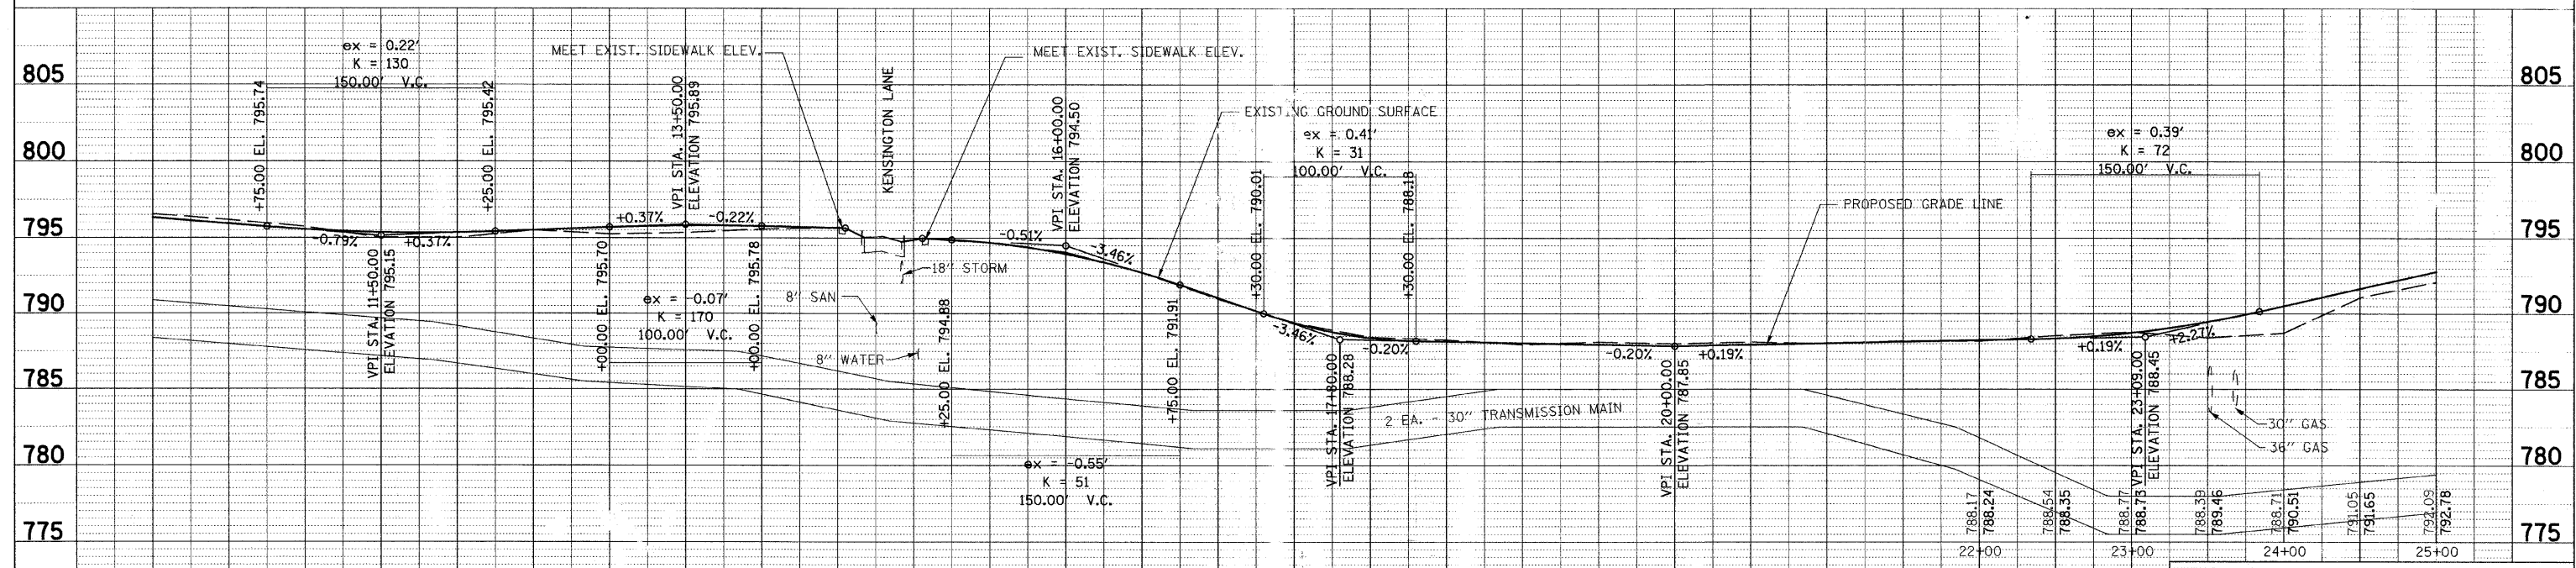 805
800
795
790
785
780
775
ex = 0.22'
K = 130
150.00' V.C.
+75.00 EL. 795.74
+25.00 EL. 795.42
-0.79%
+0.37%
VPI STA. 11+50.00
ELEVATION 795.15
MEET EXIST. SIDEWALK ELEV.
VPI STA. 13+50.00
ELEVATION 795.89
+0.37%
-0.22%
+00.00 EL. 795.70
+00.00 EL. 795.78
ex = -0.07'
K = 170
100.00' V.C.
KENSINGTON LANE
MEET EXIST. SIDEWALK ELEV.
18" STORM
8" SAN
8" WATER
VPI STA. 16+00.00
ELEVATION 794.50
-0.51%
-3.46%
+25.00 EL. 794.88
+75.00 EL. 791.91
ex = -0.55'
K = 51
150.00' V.C.
EXISTING GROUND SURFACE
ex = 0.41'
K = 31
100.00' V.C.
+30.00 EL. 790.01
+30.00 EL. 788.18
-3.46%
-0.20%
VPI STA. 17+80.00
ELEVATION 788.28
2 EA. - 30" TRANSMISSION MAIN
-0.20%
+0.19%
VPI STA. 20+00.00
ELEVATION 787.85
PROPOSED GRADE LINE
ex = 0.39'
K = 72
150.00' V.C.
+0.19%
+2.27%
VPI STA. 23+09.00
ELEVATION 788.45
30" GAS
36" GAS
788.17
788.24
788.54
788.35
788.77
788.73
788.39
789.46
788.71
790.51
791.05
791.65
792.09
792.78
22+00
23+00
24+00
25+00
805
800
795
790
785
780
775